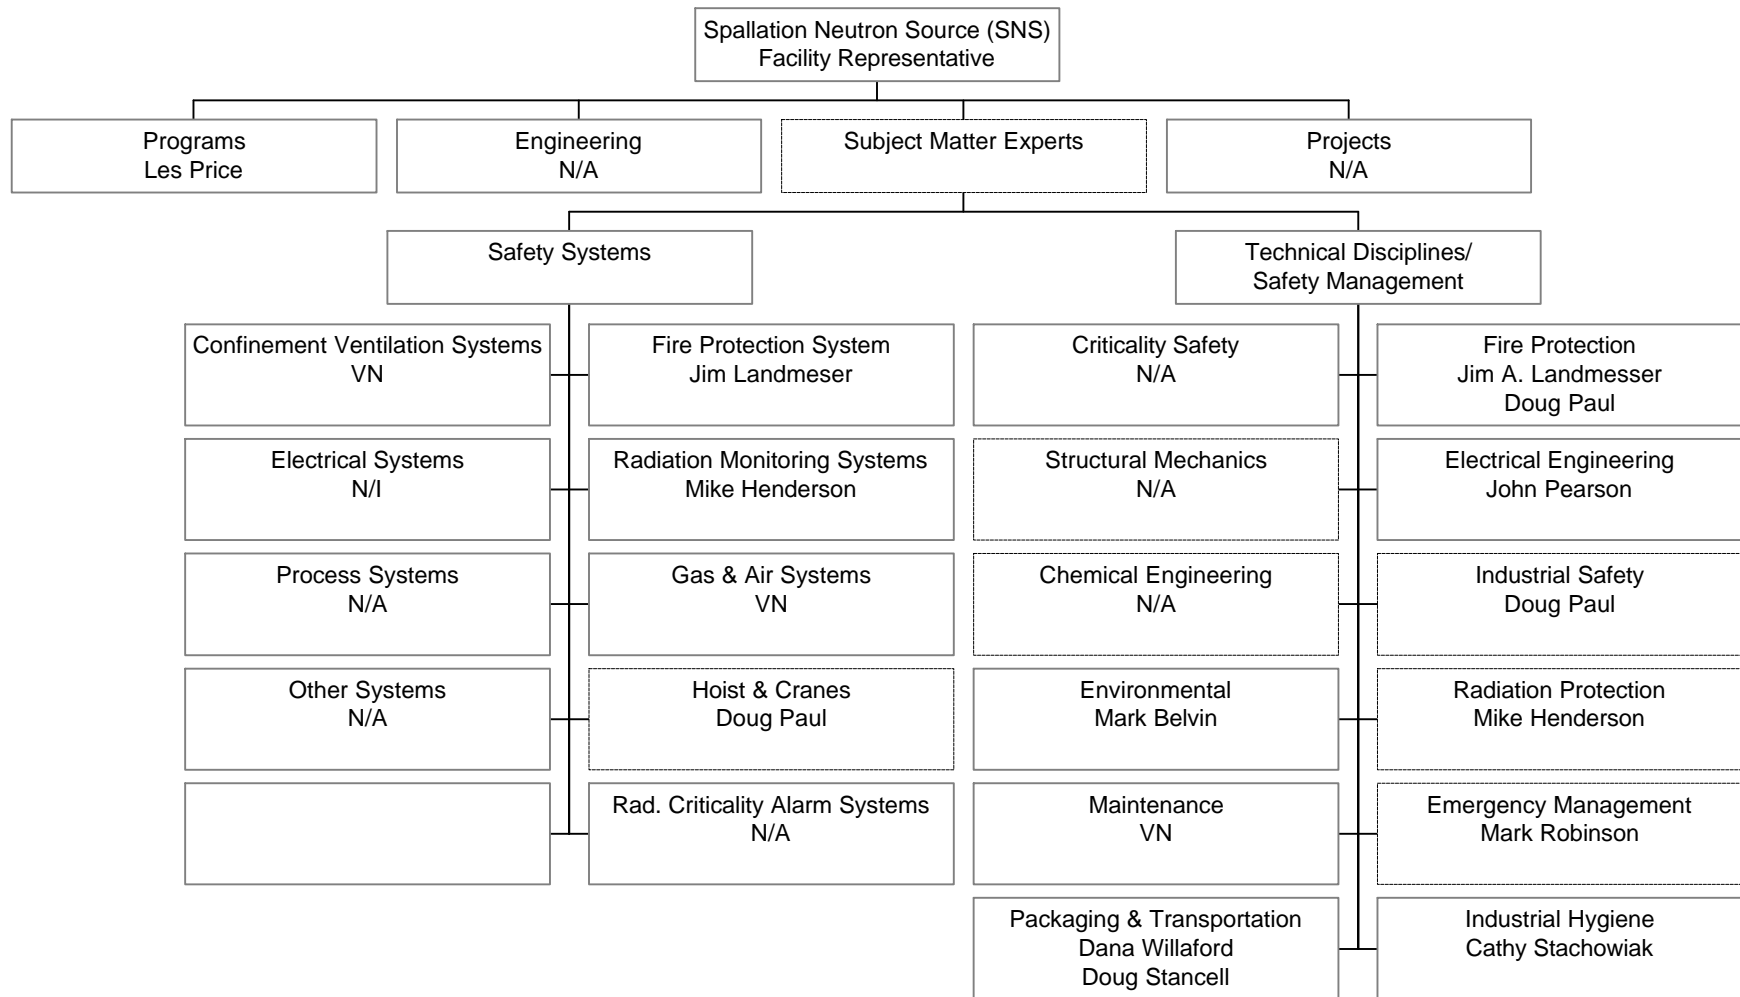 Spallation Neutron Source (SNS)
Facility Representative
Programs
Les Price
Engineering
N/A
Subject Matter Experts
Projects
N/A
Safety Systems
Technical Disciplines/
Safety Management
Confinement Ventilation Systems
VN
Fire Protection System
Jim Landmeser
Criticality Safety
N/A
Fire Protection
Jim A. Landmesser
Doug Paul
Electrical Systems
N/I
Radiation Monitoring Systems
Mike Henderson
Structural Mechanics
N/A
Electrical Engineering
John Pearson
Process Systems
N/A
Gas & Air Systems
VN
Chemical Engineering
N/A
Industrial Safety
Doug Paul
Other Systems
N/A
Hoist & Cranes
Doug Paul
Environmental
Mark Belvin
Radiation Protection
Mike Henderson
Rad. Criticality Alarm Systems
N/A
Maintenance
VN
Emergency Management
Mark Robinson
Packaging & Transportation
Dana Willaford
Doug Stancell
Industrial Hygiene
Cathy Stachowiak